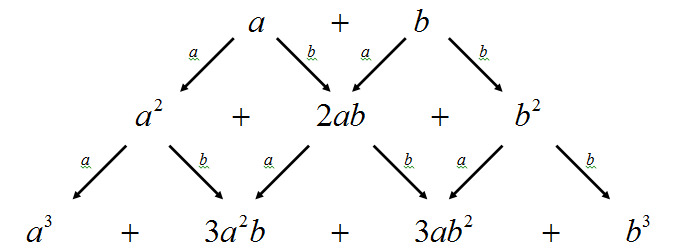 a + b
a b a b
a² + 2ab + b²
a b a b a b
a³ + 3a²b + 3ab² + b³